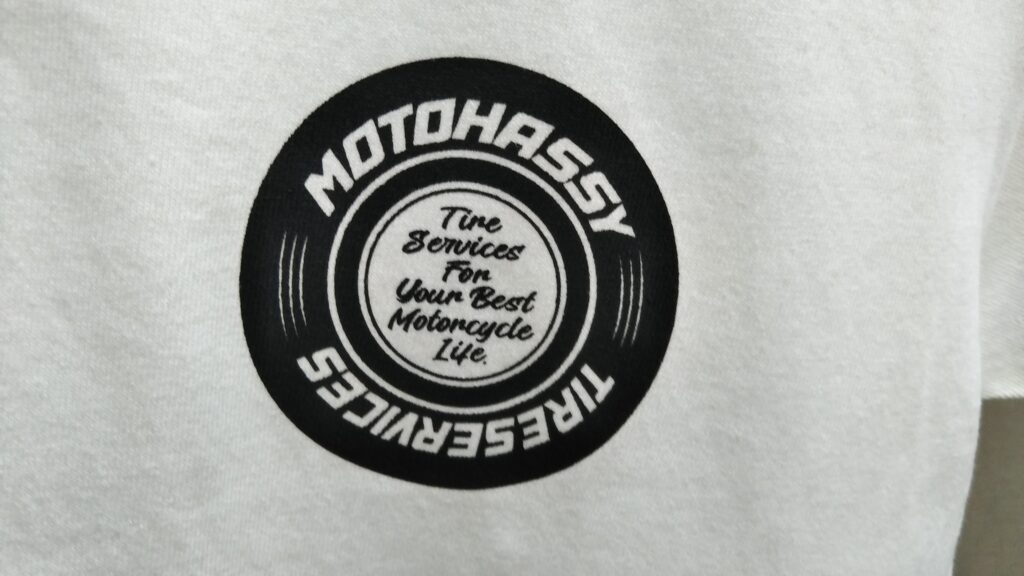 MOTOHASSY
Tire
Services
For
Your Best
Motorcycle
Life.
TIRESERVICES